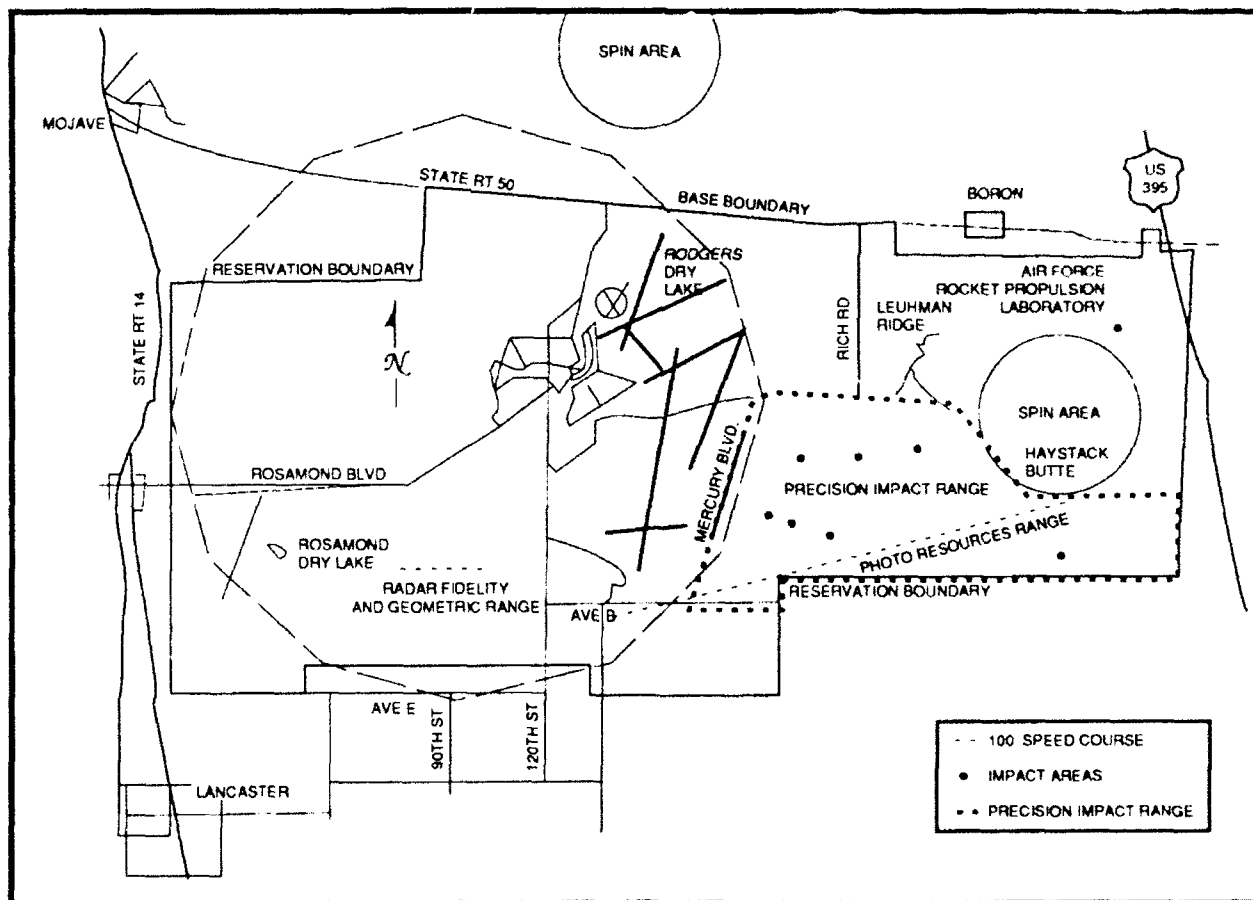 SPIN AREA
MOJAVE
STATE RT 50
BASE BOUNDARY
BORON
US
395
RESERVATION BOUNDARY
RODGERS
DRY
LAKE
AIR FORCE
ROCKET PROPULSION
LABORATORY
LEUHMAN
RIDGE
STATE RT 14
N
RICH RD
SPIN AREA
HAYSTACK
BUTTE
ROSAMOND BLVD
MERCURY BLVD.
PRECISION IMPACT RANGE
PHOTO RESOURCES RANGE
ROSAMOND
DRY LAKE
RADAR FIDELITY
AND GEOMETRIC RANGE
AVE B
RESERVATION BOUNDARY
AVE E
90TH ST
120TH ST
LANCASTER
100 SPEED COURSE
IMPACT AREAS
PRECISION IMPACT RANGE